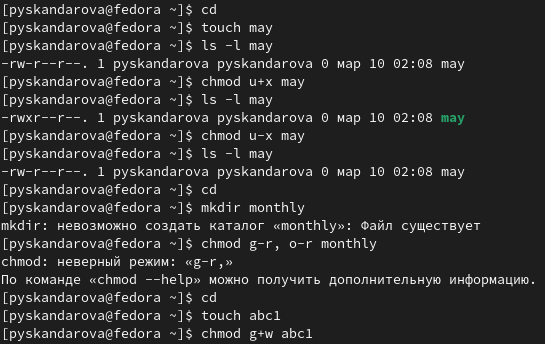 [pyskandarova@fedora ~]$ cd
[pyskandarova@fedora ~]$ touch may
[pyskandarova@fedora ~]$ ls -l may
-rw-r--r--. 1 pyskandarova pyskandarova 0 мар 10 02:08 may
[pyskandarova@fedora ~]$ chmod u+x may
[pyskandarova@fedora ~]$ ls -l may
-rwxr--r--. 1 pyskandarova pyskandarova 0 мар 10 02:08 may
[pyskandarova@fedora ~]$ chmod u-x may
[pyskandarova@fedora ~]$ ls -l may
-rw-r--r--. 1 pyskandarova pyskandarova 0 мар 10 02:08 may
[pyskandarova@fedora ~]$ cd
[pyskandarova@fedora ~]$ mkdir monthly
mkdir: невозможно создать каталог «monthly»: Файл существует
[pyskandarova@fedora ~]$ chmod g-r, o-r monthly
chmod: неверный режим: «g-r,»
По команде «chmod --help» можно получить дополнительную информацию.
[pyskandarova@fedora ~]$ cd
[pyskandarova@fedora ~]$ touch abc1
[pyskandarova@fedora ~]$ chmod g+w abc1